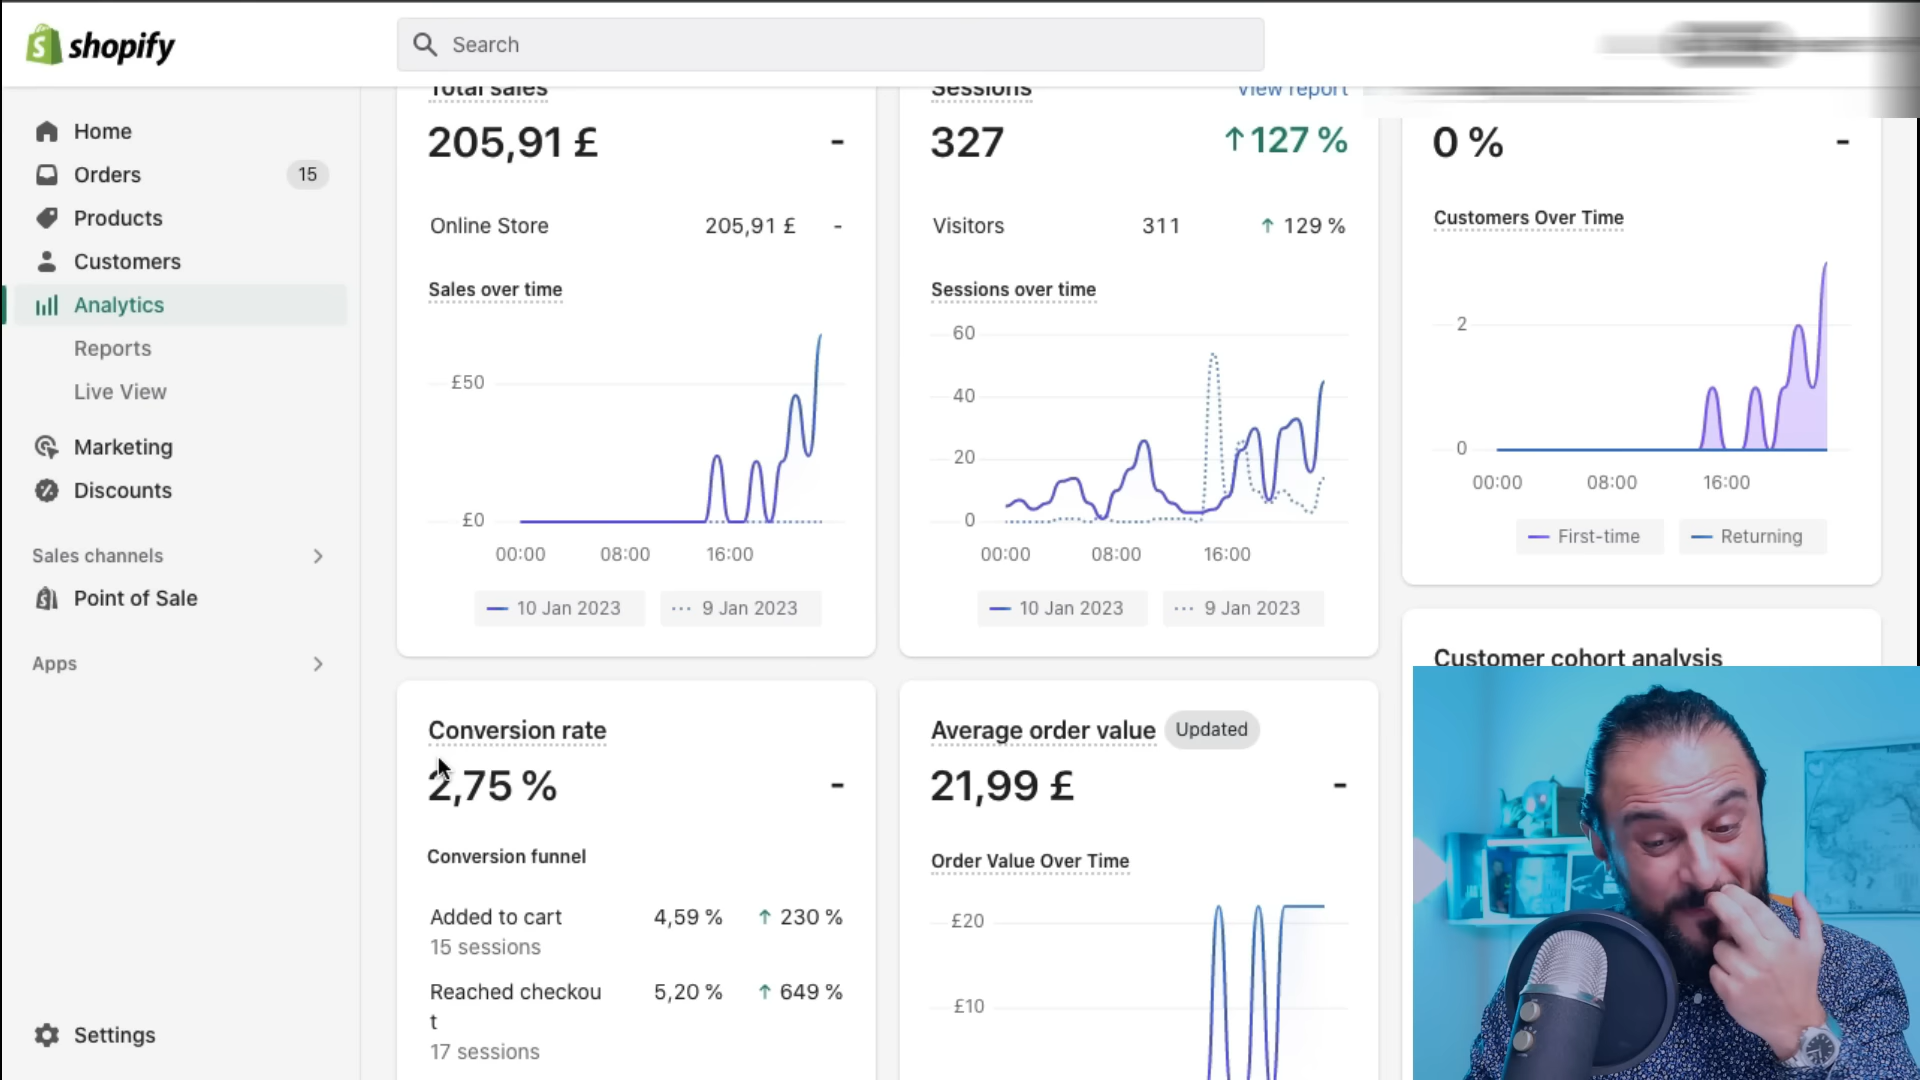 shopify
Search
Home
Orders 15
Products
Customers
Analytics
Reports
Live View
Marketing
Discounts
Sales channels
Point of Sale
Apps
Settings
Total sales
205,91 £ -
Online Store 205,91 £ -
Sales over time
£50
£0
00:00 08:00 16:00
10 Jan 2023 9 Jan 2023
Sessions View report
327 ↑127 %
Visitors 311 ↑ 129 %
Sessions over time
60
40
20
0
00:00 08:00 16:00
10 Jan 2023 9 Jan 2023
0 % -
Customers Over Time
2
0
00:00 08:00 16:00
First-time Returning
Customer cohort analysis
Conversion rate
2,75 % -
Conversion funnel
Added to cart 4,59 % ↑ 230 %
15 sessions
Reached checkou 5,20 % ↑ 649 %
t
17 sessions
Average order value Updated
21,99 £ -
Order Value Over Time
£20
£10